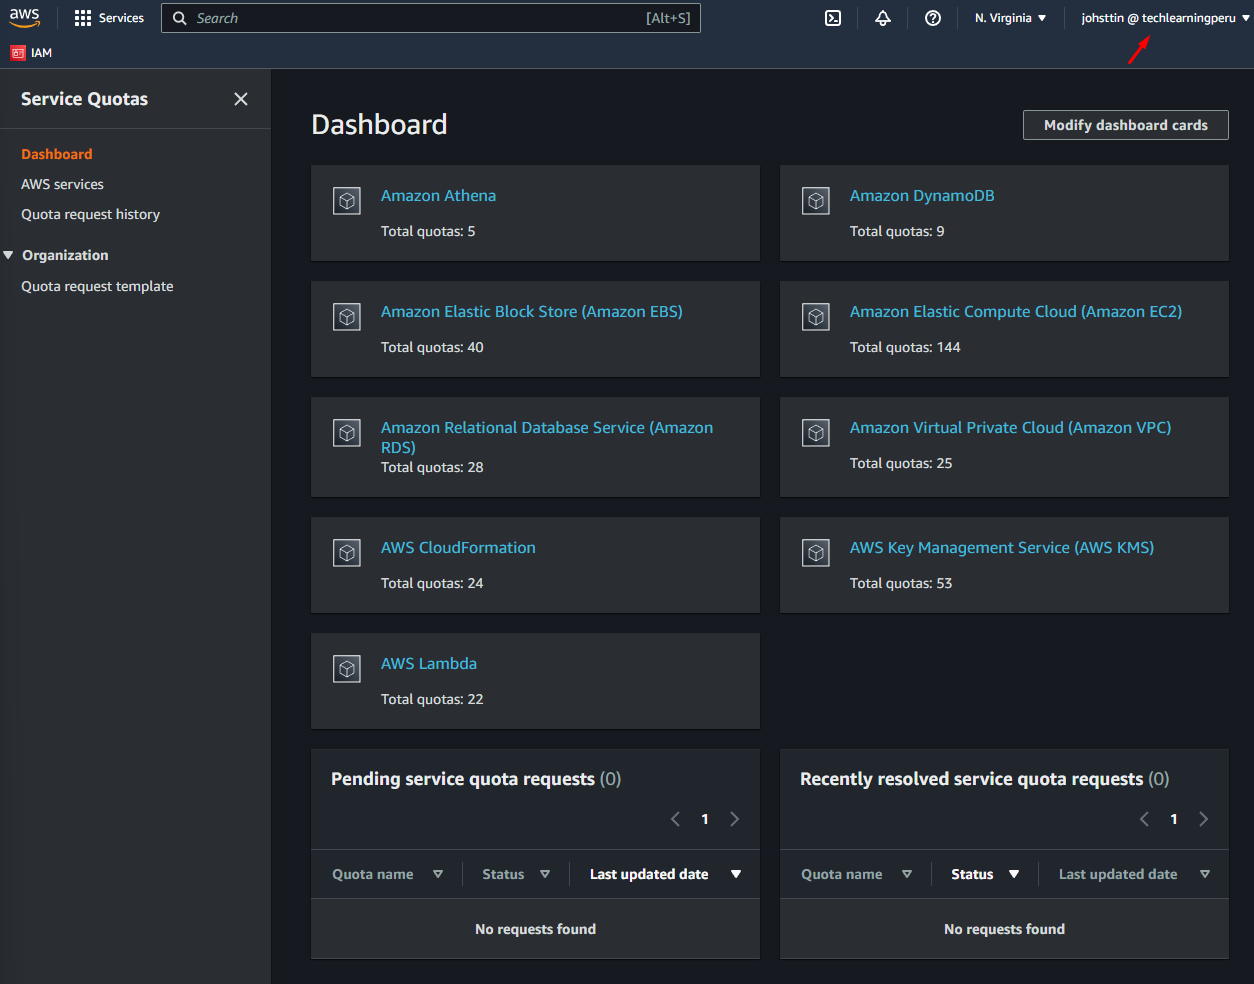 aws
Services
Search
[Alt+S]
N. Virginia
johsttin @ techlearningperu
IAM
Service Quotas
Dashboard
AWS services
Quota request history
Organization
Quota request template
Dashboard
Modify dashboard cards
Amazon Athena
Total quotas: 5
Amazon DynamoDB
Total quotas: 9
Amazon Elastic Block Store (Amazon EBS)
Total quotas: 40
Amazon Elastic Compute Cloud (Amazon EC2)
Total quotas: 144
Amazon Relational Database Service (Amazon
RDS)
Total quotas: 28
Amazon Virtual Private Cloud (Amazon VPC)
Total quotas: 25
AWS CloudFormation
Total quotas: 24
AWS Key Management Service (AWS KMS)
Total quotas: 53
AWS Lambda
Total quotas: 22
Pending service quota requests (0)
1
Quota name
Status
Last updated date
No requests found
Recently resolved service quota requests (0)
1
Quota name
Status
Last updated date
No requests found